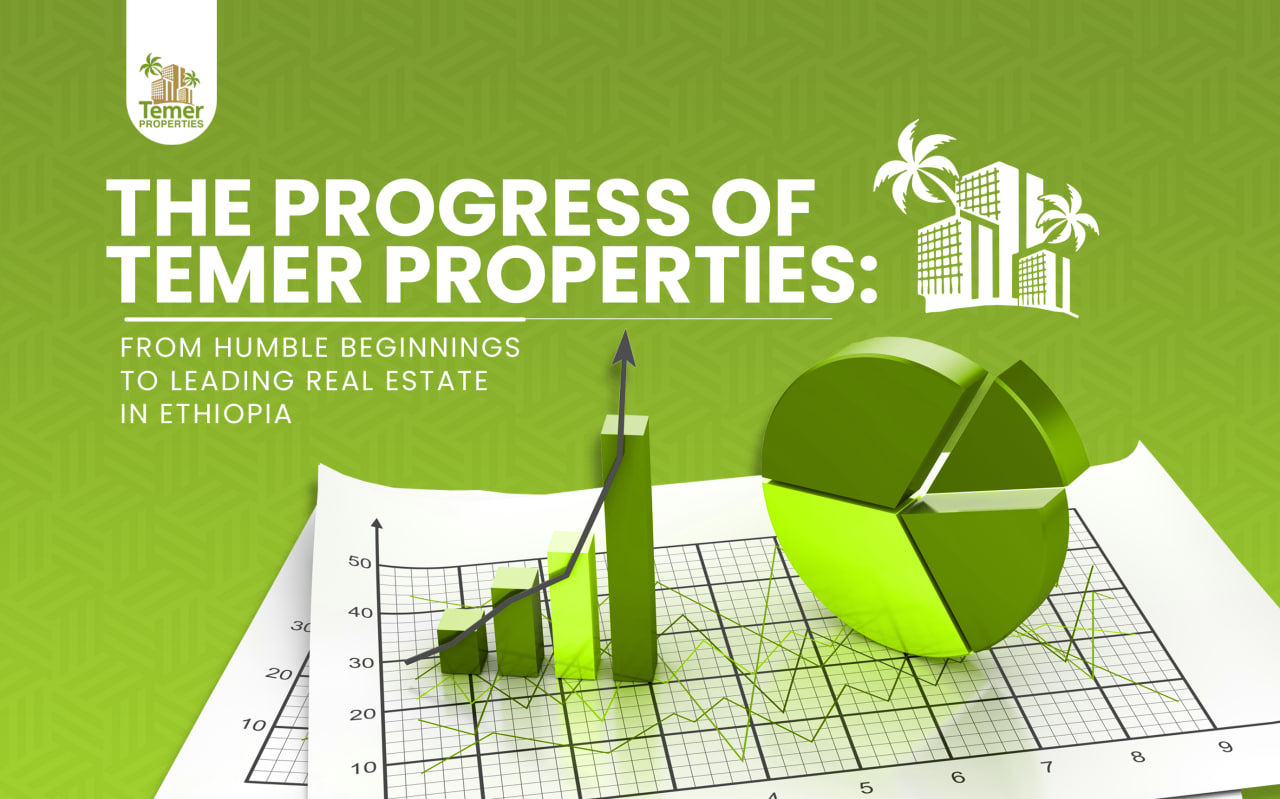 Temer
PROPERTIES
THE PROGRESS OF
TEMER PROPERTIES:
FROM HUMBLE BEGINNINGS
TO LEADING REAL ESTATE
IN ETHIOPIA
50
40
30
20
10
30
20
10
4
5
6
7
8
9